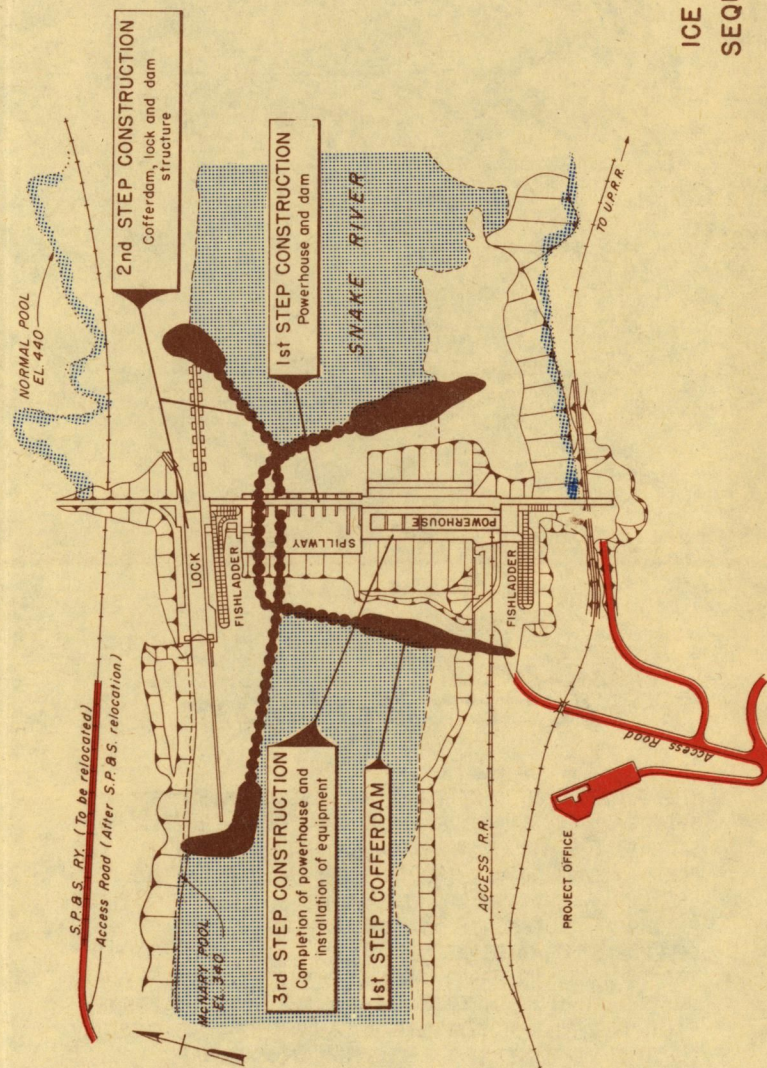 S.P. & S. RY. (To be relocated)
Access Road (After S.P.& S. relocation)
NORMAL POOL
EL. 440
2nd STEP CONSTRUCTION
Cofferdam, lock and dam
structure
McNARY POOL
EL. 340
LOCK
FISHLADDER
1st STEP CONSTRUCTION
Powerhouse and dam
SNAKE RIVER
SPILLWAY
3rd STEP CONSTRUCTION
Completion of powerhouse and
installation of equipment
1st STEP COFFERDAM
POWERHOUSE
FISHLADDER
ACCESS R.R.
TO U.P.R.R.
PROJECT OFFICE
Access Road
ICE
SEQU